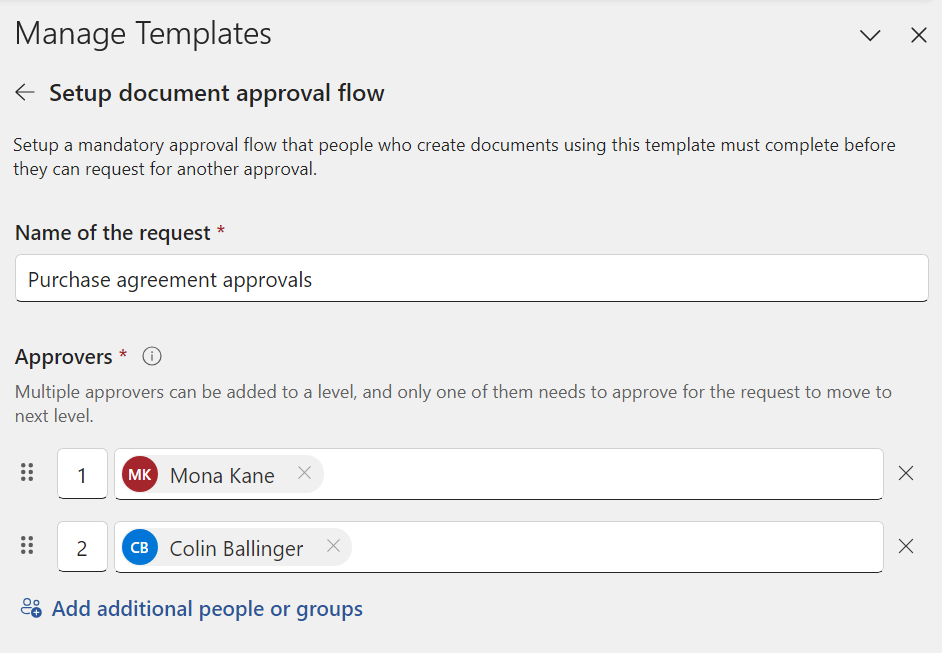 Manage Templates
Setup document approval flow
Setup a mandatory approval flow that people who create documents using this template must complete before
they can request for another approval.
Name of the request *
Purchase agreement approvals
Approvers *
Multiple approvers can be added to a level, and only one of them needs to approve for the request to move to
next level.
1 MK Mona Kane
2 CB Colin Ballinger
Add additional people or groups